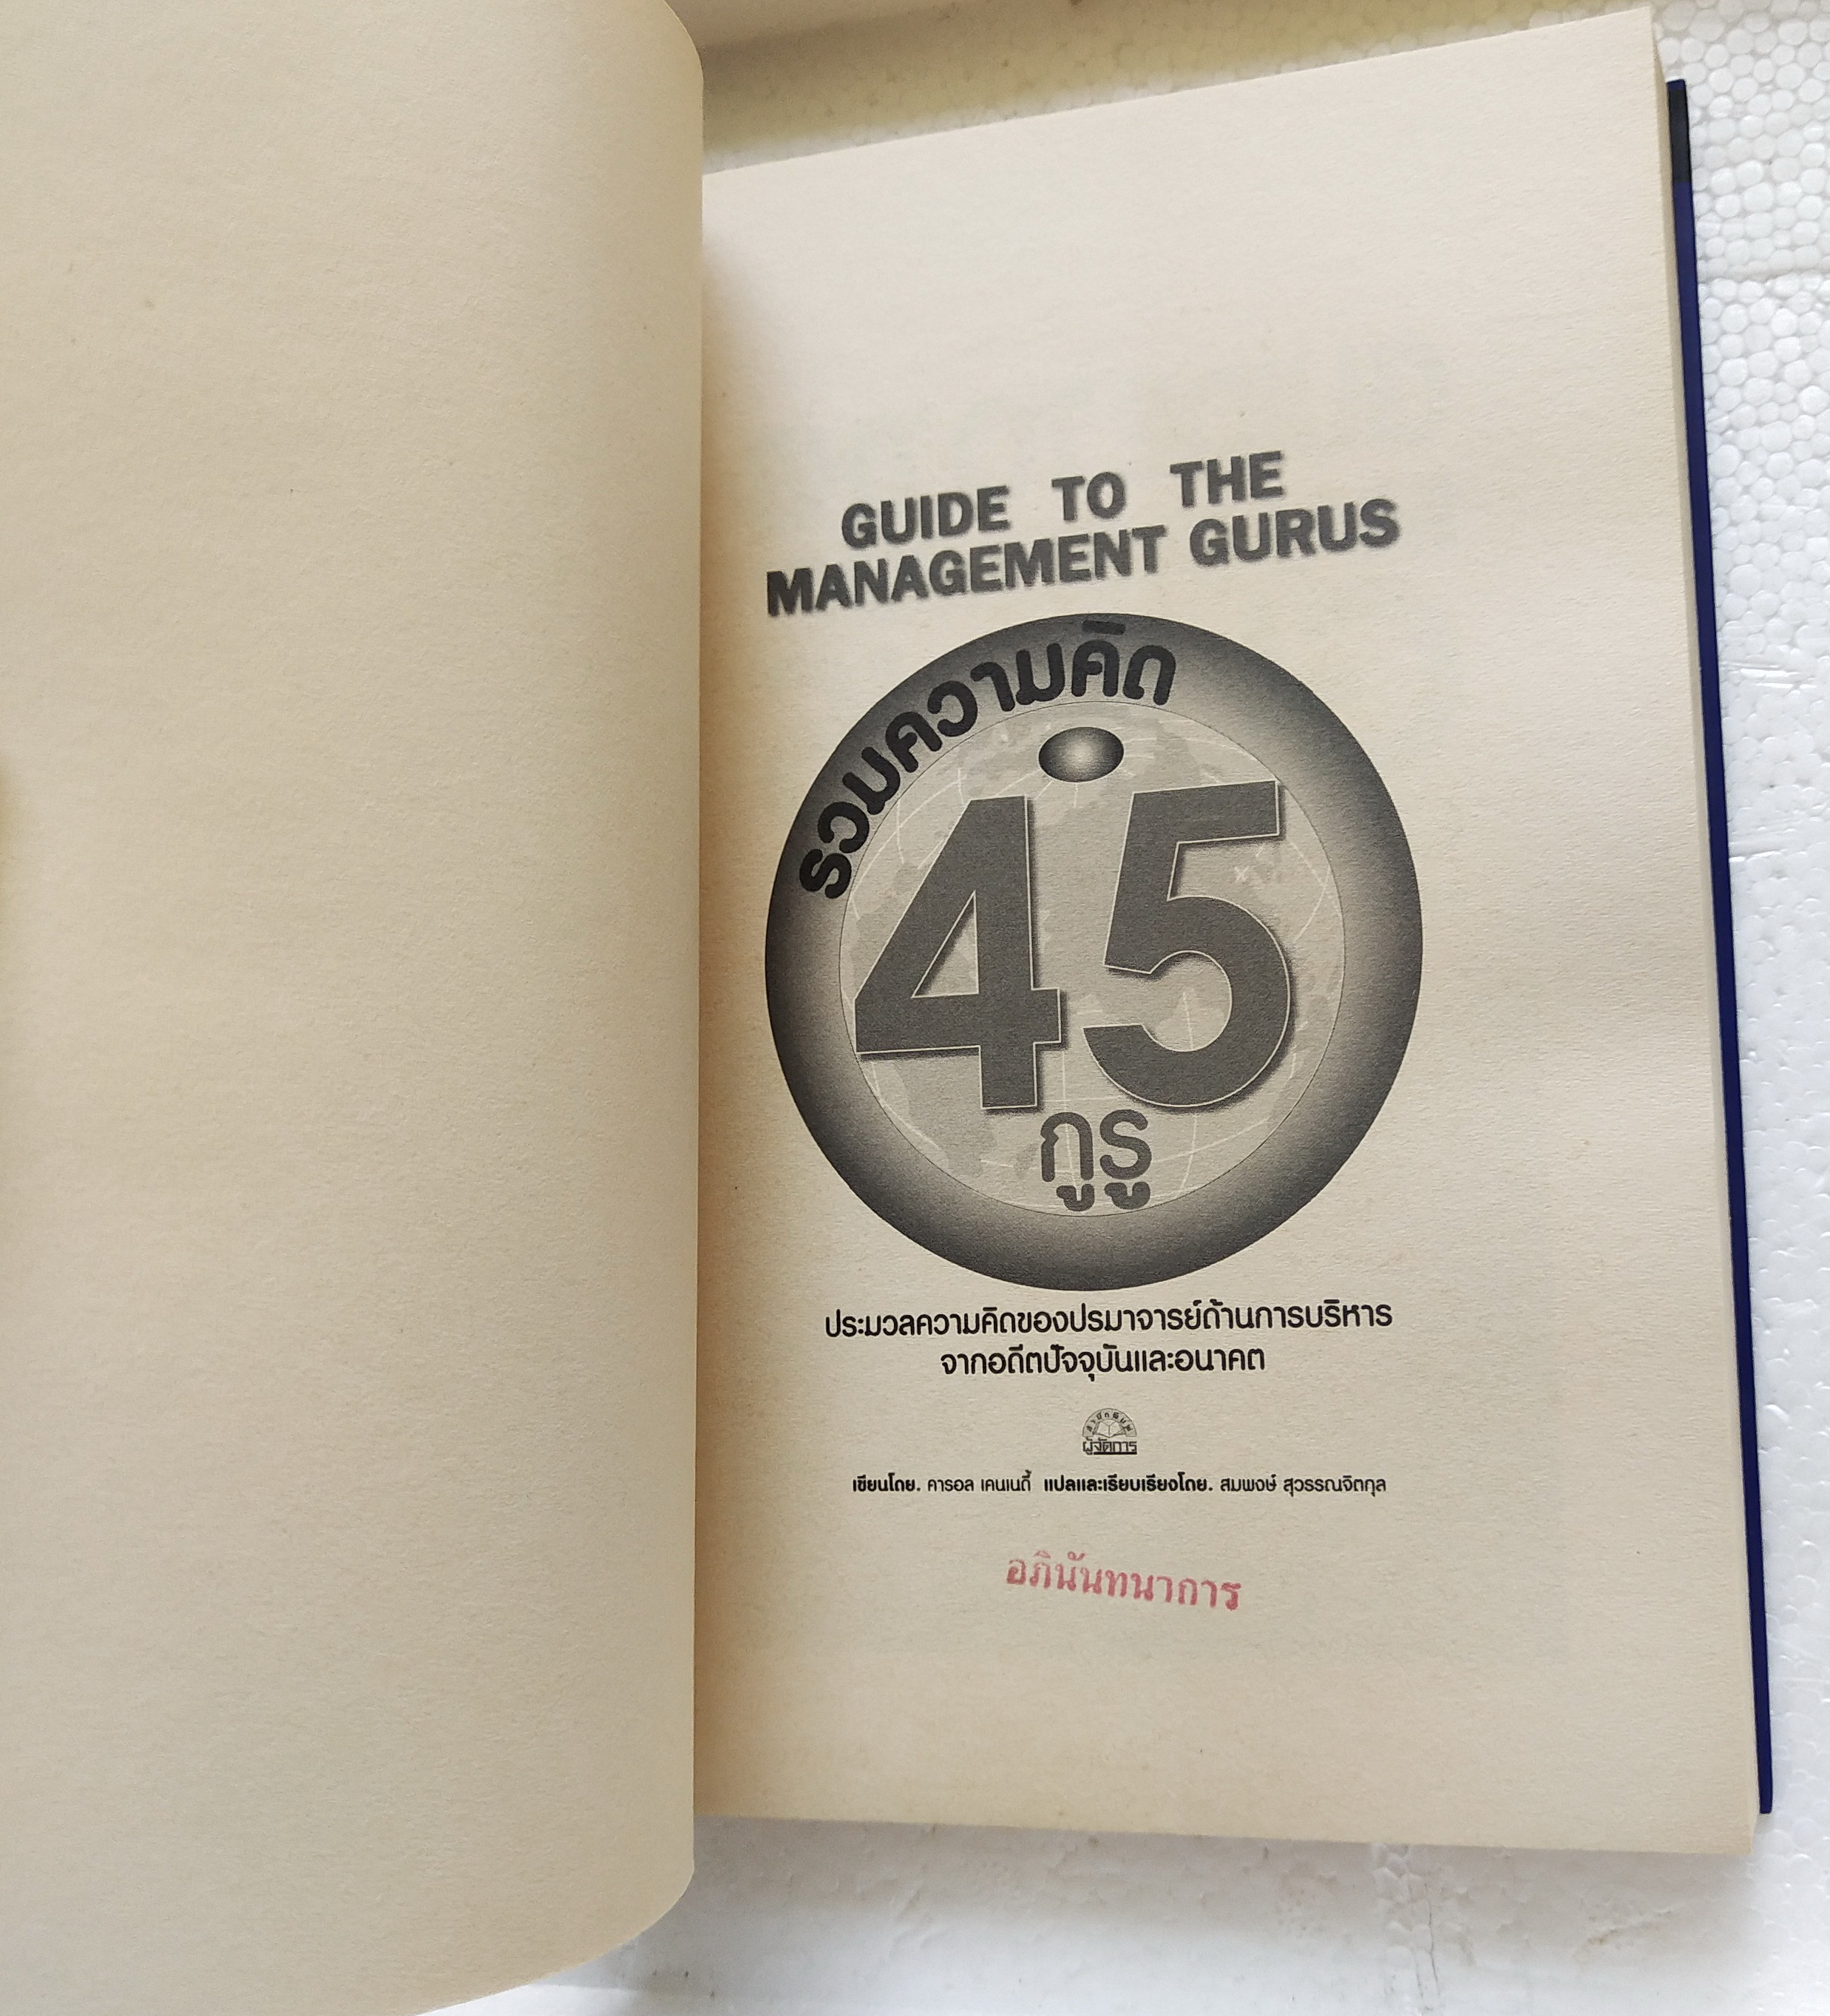 GUIDE TO THE
MANAGEMENT GURUS
รวมความคิด
45
กูรู
ประมวลความคิดของปรมาจารย์ด้านการบริหาร
จากอดีตปัจจุบันและอนาคต
สำนักพิมพ์
ผู้จัดการ
เขียนโดย. คารอล เคนเนดี้ แปลและเรียบเรียงโดย. สมพงษ์ สุวรรณจิตกุล
อภินันทนาการ